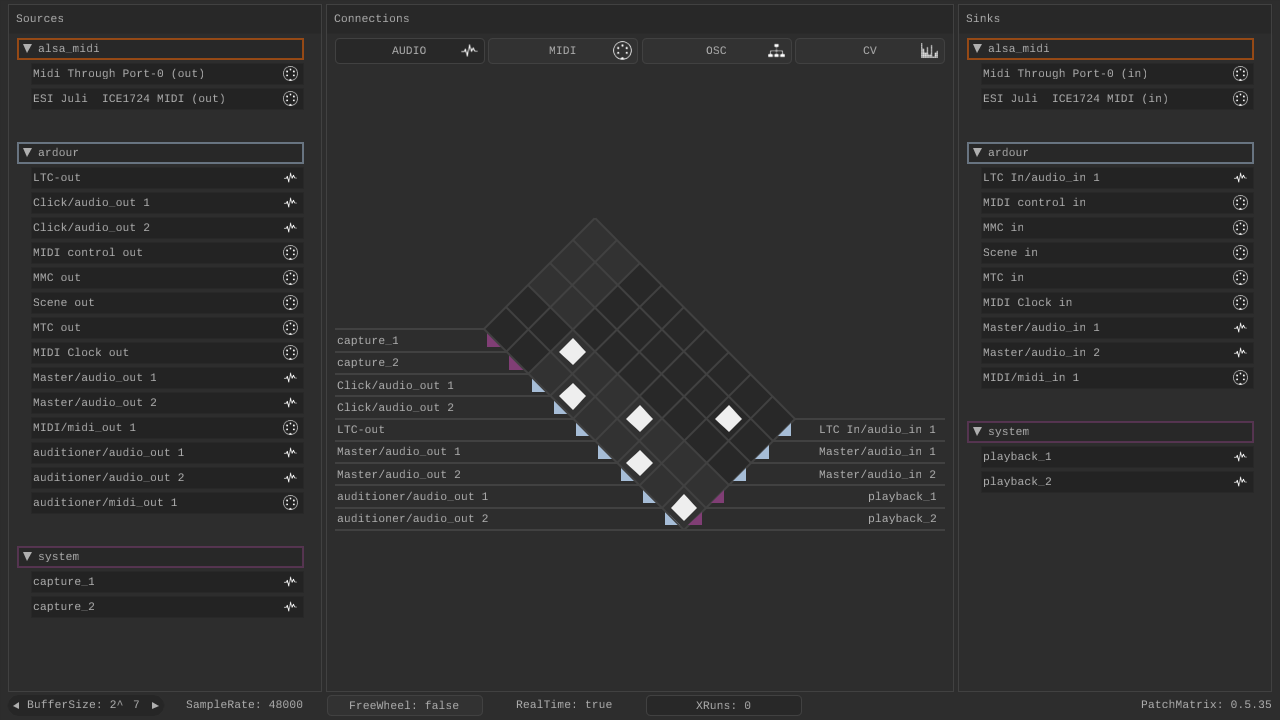 Sources
alsa_midi
Midi Through Port-0 (out)
ESI Juli  ICE1724 MIDI (out)
ardour
LTC-out
Click/audio_out 1
Click/audio_out 2
MIDI control out
MMC out
Scene out
MTC out
MIDI Clock out
Master/audio_out 1
Master/audio_out 2
MIDI/midi_out 1
auditioner/audio_out 1
auditioner/audio_out 2
auditioner/midi_out 1
system
capture_1
capture_2
Connections
AUDIO
MIDI
OSC
CV
capture_1
capture_2
Click/audio_out 1
Click/audio_out 2
LTC-out
Master/audio_out 1
Master/audio_out 2
auditioner/audio_out 1
auditioner/audio_out 2
LTC In/audio_in 1
Master/audio_in 1
Master/audio_in 2
playback_1
playback_2
Sinks
alsa_midi
Midi Through Port-0 (in)
ESI Juli  ICE1724 MIDI (in)
ardour
LTC In/audio_in 1
MIDI control in
MMC in
Scene in
MTC in
MIDI Clock in
Master/audio_in 1
Master/audio_in 2
MIDI/midi_in 1
system
playback_1
playback_2
BufferSize: 2^ 7
SampleRate: 48000
FreeWheel: false
RealTime: true
XRuns: 0
PatchMatrix: 0.5.35